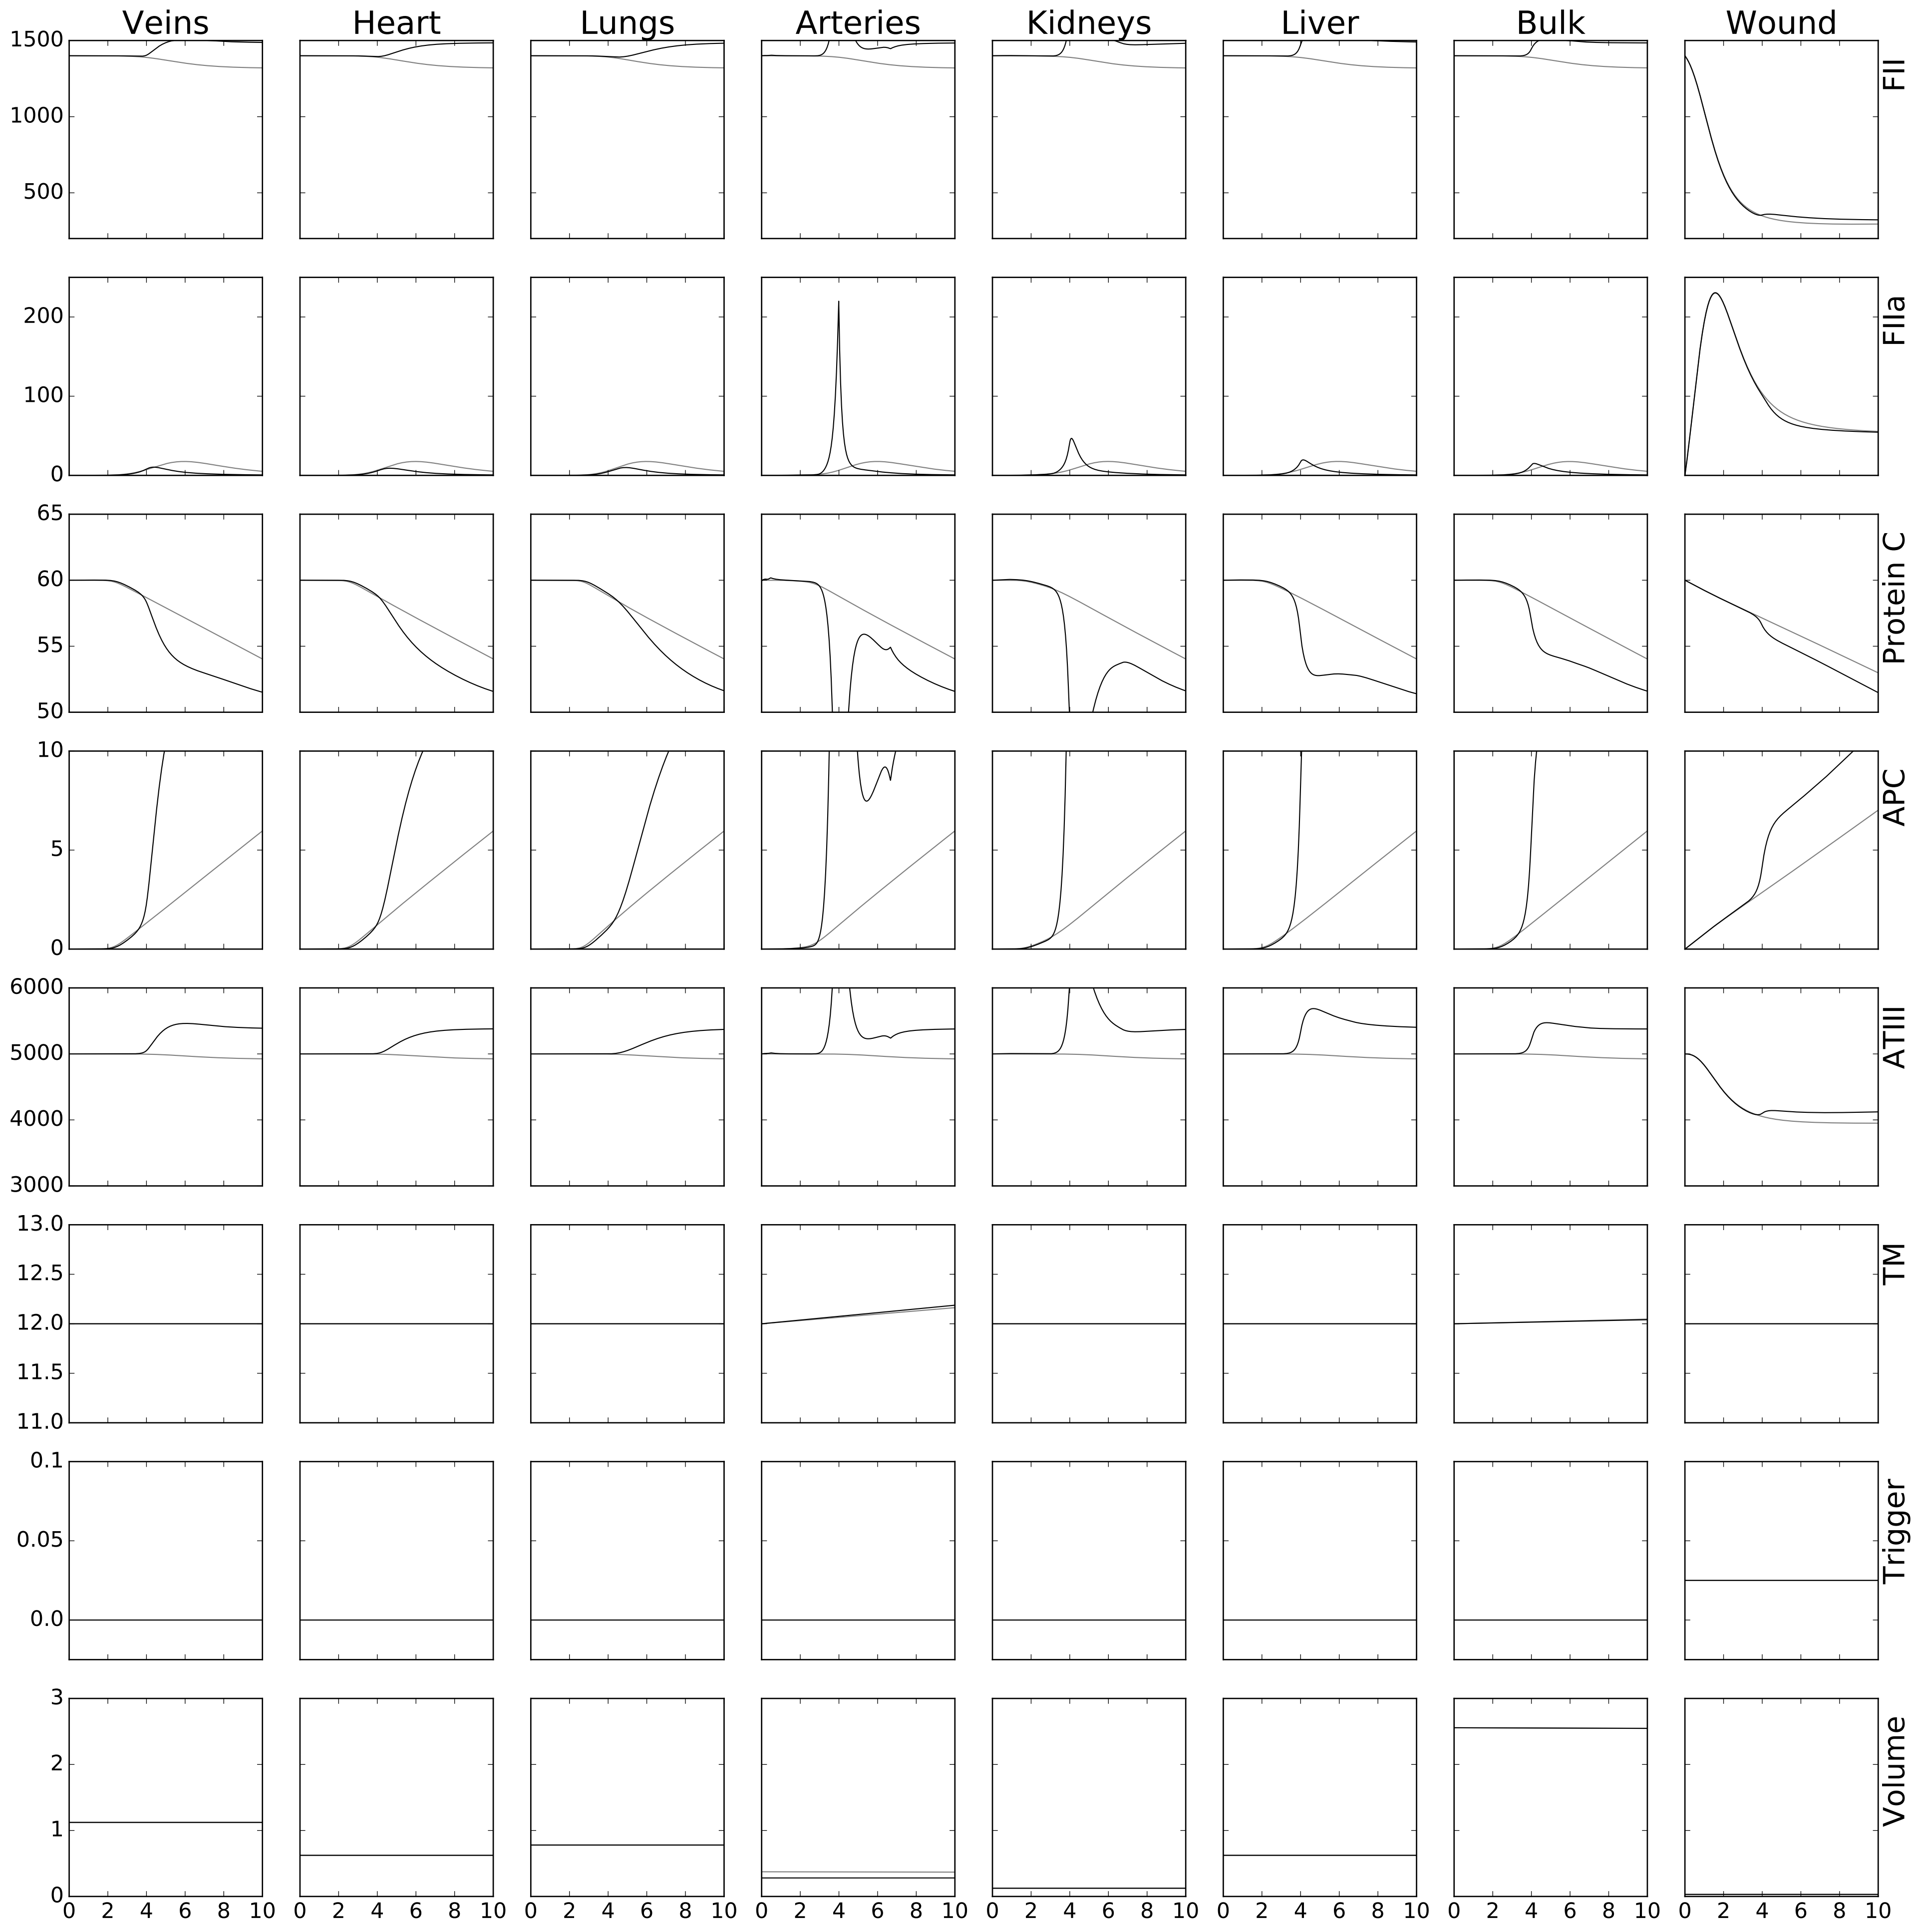 Veins Heart Lungs Arteries Kidneys Liver Bulk Wound
1500
1000
500
FII
200
100
0
FIIa
65
60
55
50
Protein C
10
5
0
APC
6000
5000
4000
3000
ATIII
13.0
12.5
12.0
11.5
11.0
TM
0.1
0.05
0.0
Trigger
3
2
1
0
Volume
0 2 4 6 8 10 0 2 4 6 8 10 0 2 4 6 8 10 0 2 4 6 8 10 0 2 4 6 8 10 0 2 4 6 8 10 0 2 4 6 8 10 0 2 4 6 8 10